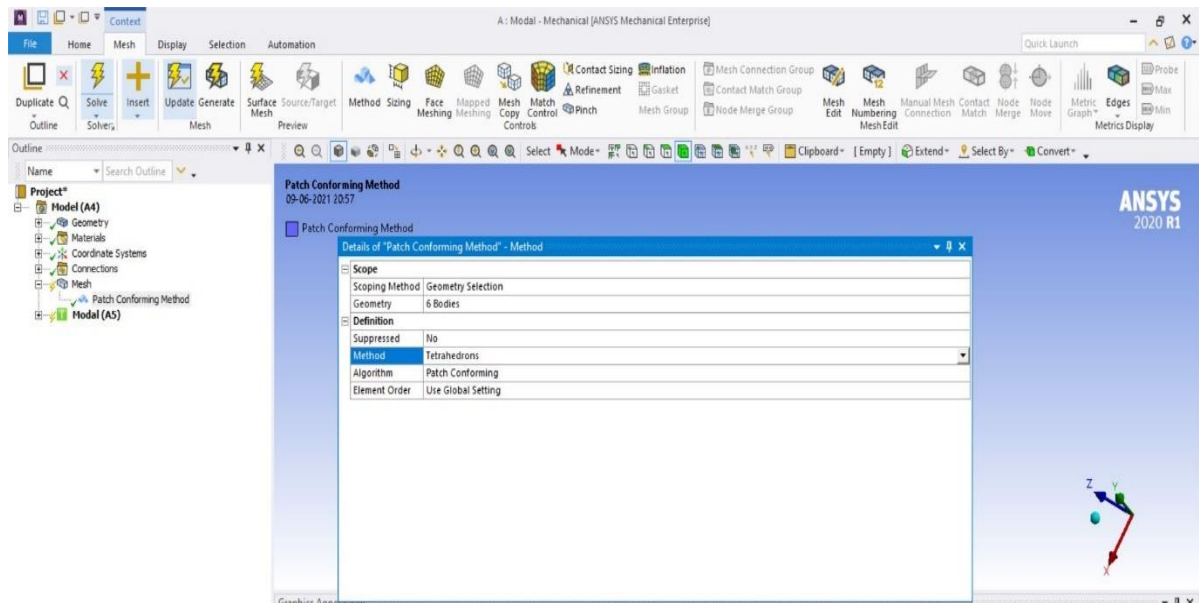 Context
A : Modal - Mechanical [ANSYS Mechanical Enterprise]
File Home Mesh Display Selection Automation
Quick Launch
Duplicate Q
Outline
Solve
Solver
Insert
Update Generate
Mesh
Surface Mesh
Source/Target
Preview
Method Sizing
Face Meshing
Mapped Meshing
Mesh Copy
Match Control
Contact Sizing
Refinement
Inflation
Gasket
Pinch
Mesh Group
Controls
Mesh Connection Group
Contact Match Group
Node Merge Group
Mesh Edit
Mesh Numbering
Manual Mesh Connection
Contact Match
Node Merge
Node Move
Mesh Edit
Metric Graph
Edges
Probe
Max
Min
Metrics Display
Outline
Select Mode Clipboard [Empty] Extend Select By Convert
Name Search Outline
Project*
Model (A4)
Geometry
Materials
Coordinate Systems
Connections
Mesh
Patch Conforming Method
Modal (A5)
Patch Conforming Method
09-06-2021 20:57
Patch Conforming Method
ANSYS
2020 R1
Details of "Patch Conforming Method" - Method
Scope
Scoping Method Geometry Selection
Geometry 6 Bodies
Definition
Suppressed No
Method Tetrahedrons
Algorithm Patch Conforming
Element Order Use Global Setting
Z
Y
X
Graphics